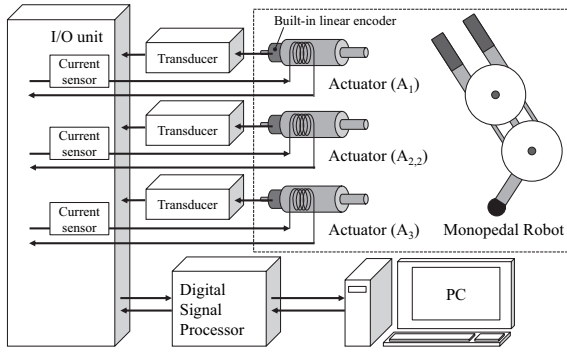 Built-in linear encoder
I/O unit
Transducer
Current
sensor
Actuator (A1)
Transducer
Current
sensor
Actuator (A2,2)
Transducer
Current
sensor
Actuator (A3)
Monopedal Robot
Digital
Signal
Processor
PC